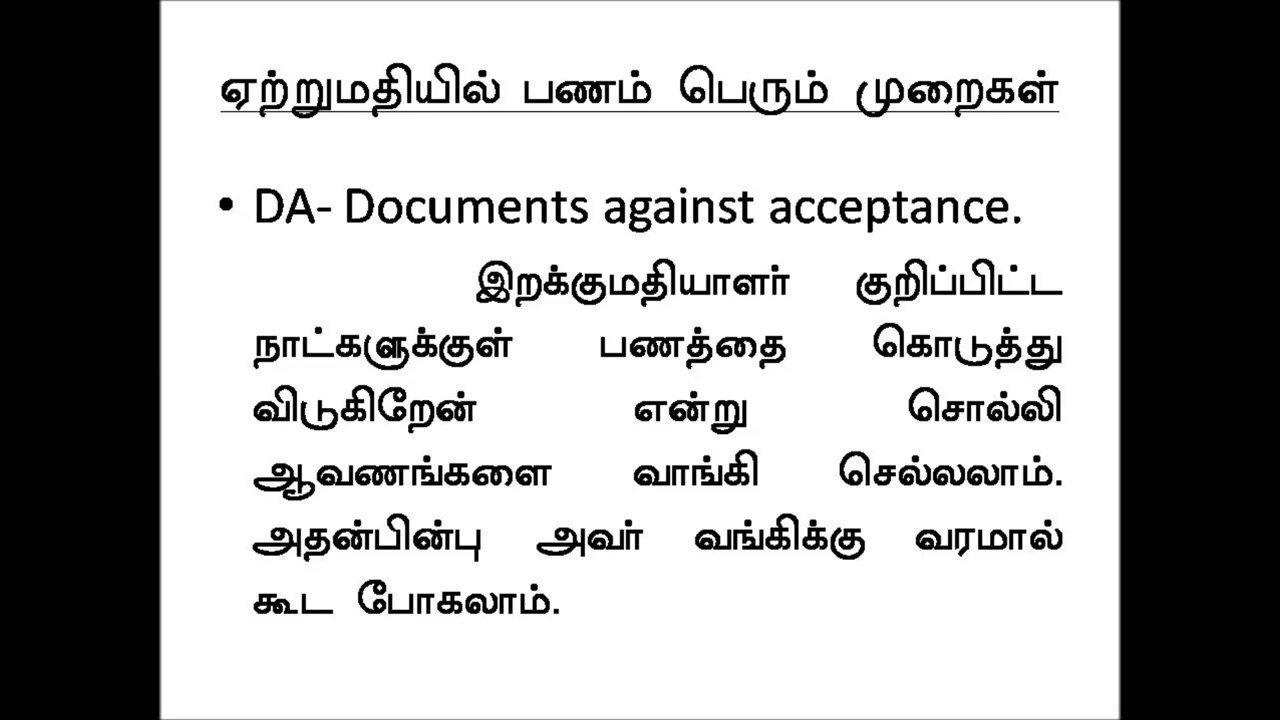 ஏற்றுமதியில் பணம் பெரும் முறைகள்
• DA- Documents against acceptance.
இறக்குமதியாளர் குறிப்பிட்ட
நாட்களுக்குள் பணத்தை கொடுத்து
விடுகிறேன் என்று சொல்லி
ஆவணங்களை வாங்கி செல்லலாம்.
அதன்பின்பு அவர் வங்கிக்கு வரமால்
கூட போகலாம்.